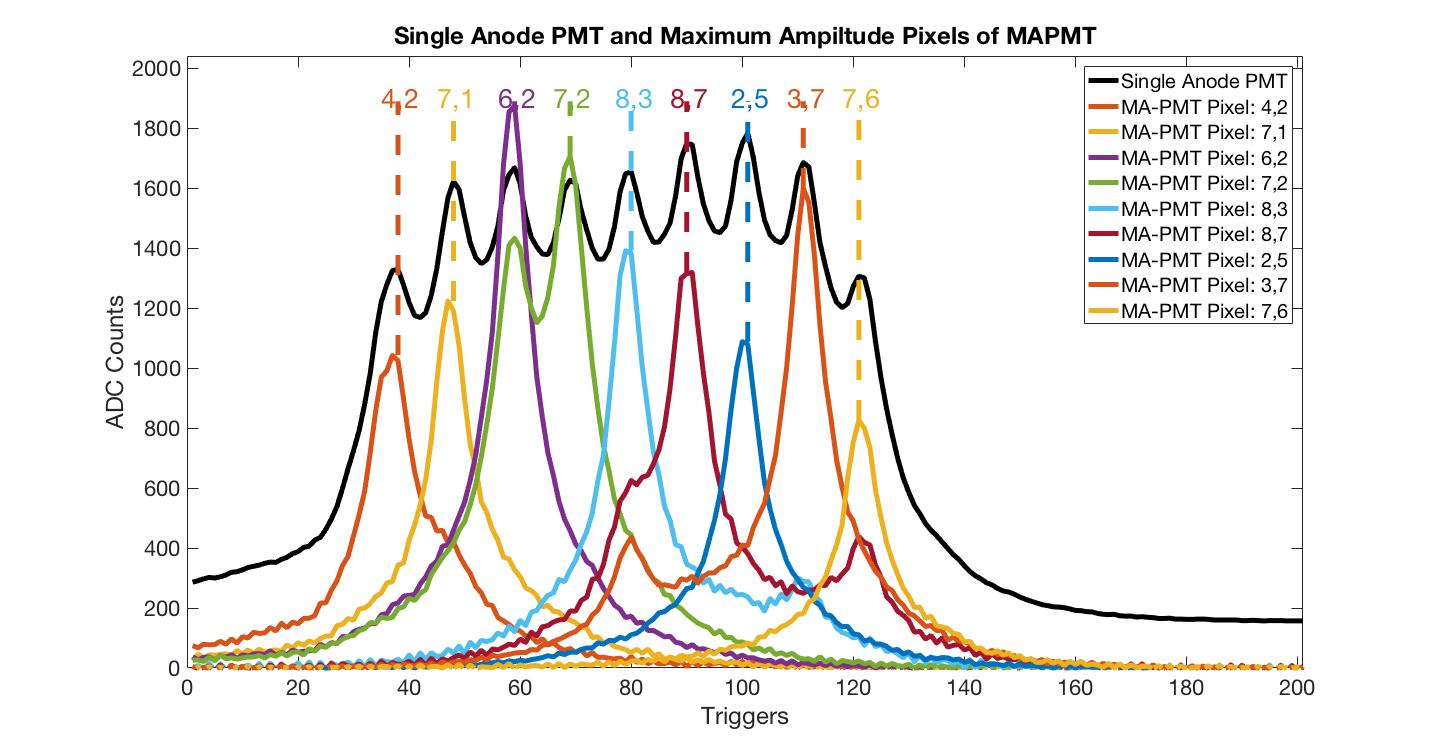 Single Anode PMT and Maximum Ampiltude Pixels of MAPMT
2000
1800
1600
1400
1200
1000
800
600
400
200
0
ADC Counts
4,2 7,1 6,2 7,2 8,3 8,7 2,5 3,7 7,6
Single Anode PMT
MA-PMT Pixel: 4,2
MA-PMT Pixel: 7,1
MA-PMT Pixel: 6,2
MA-PMT Pixel: 7,2
MA-PMT Pixel: 8,3
MA-PMT Pixel: 8,7
MA-PMT Pixel: 2,5
MA-PMT Pixel: 3,7
MA-PMT Pixel: 7,6
0 20 40 60 80 100 120 140 160 180 200
Triggers